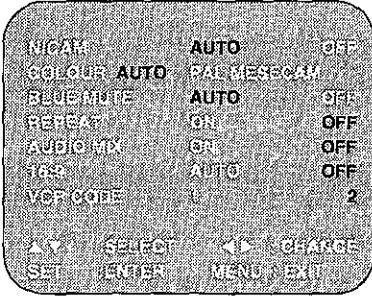 NICAM AUTO OFF
COLOUR AUTO PAL MESECAM
BLUE MUTE AUTO OFF
REPEAT ON OFF
AUDIO MIX ON OFF
16:9 AUTO OFF
VCR CODE 1 2
▲ ▼ : SELECT ◀ ▶ : CHANGE
SET : ENTER MENU : EXIT